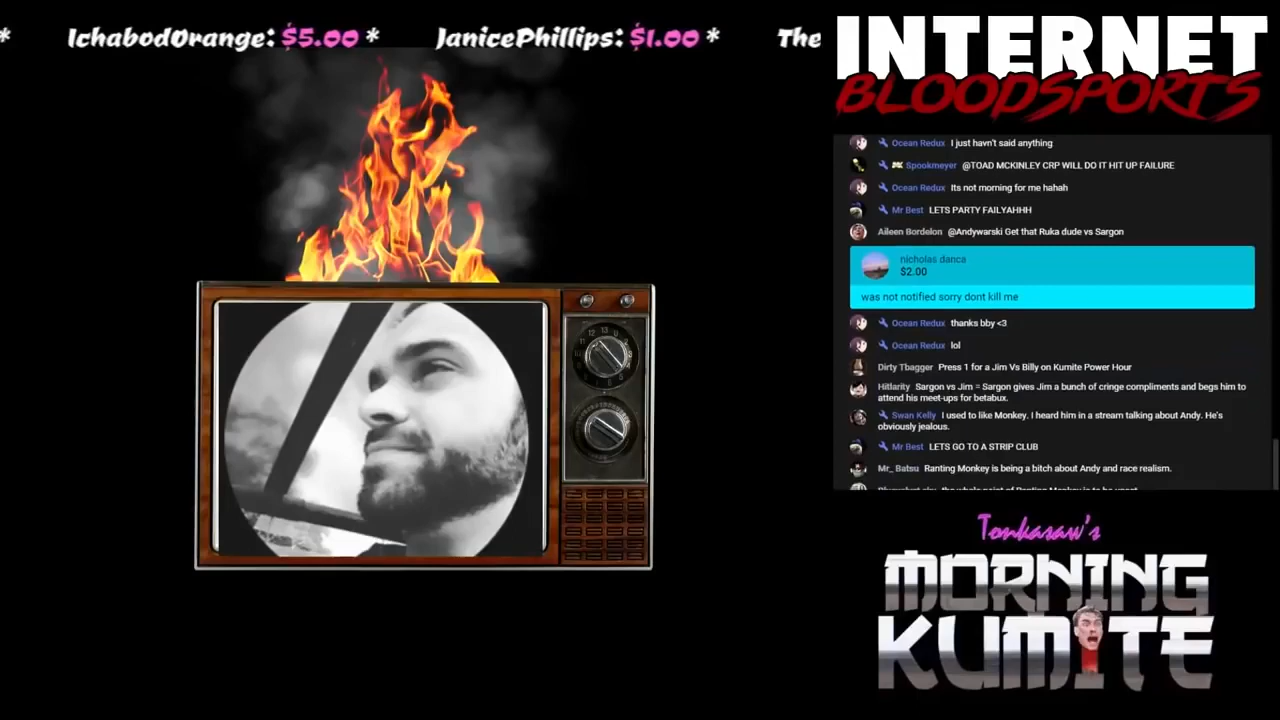 * IchabodOrange: $5.00 * JanicePhillips: $1.00 * The
INTERNET
BLOODSPORTS
Ocean Redux I just havn't said anything
Spookmeyer @TOAD MCKINLEY CRP WILL DO IT HIT UP FAILURE
Ocean Redux Its not morning for me hahah
Mr Best LETS PARTY FAILYAHHH
Aileen Bordelon @Andywarski Get that Ruka dude vs Sargon
nicholas danca
$2.00
was not notified sorry dont kill me
Ocean Redux thanks bby <3
Ocean Redux lol
Dirty Tbagger Press 1 for a Jim Vs Billy on Kumite Power Hour
Hitlarity Sargon vs Jim = Sargon gives Jim a bunch of cringe compliments and begs him to
attend his meet-ups for betabux.
Swan Kelly I used to like Monkey. I heard him in a stream talking about Andy. He's
obviously jealous.
Mr Best LETS GO TO A STRIP CLUB
Mr_ Batsu Ranting Monkey is being a bitch about Andy and race realism.
Tonkasaw's
MORNING
KUMITE